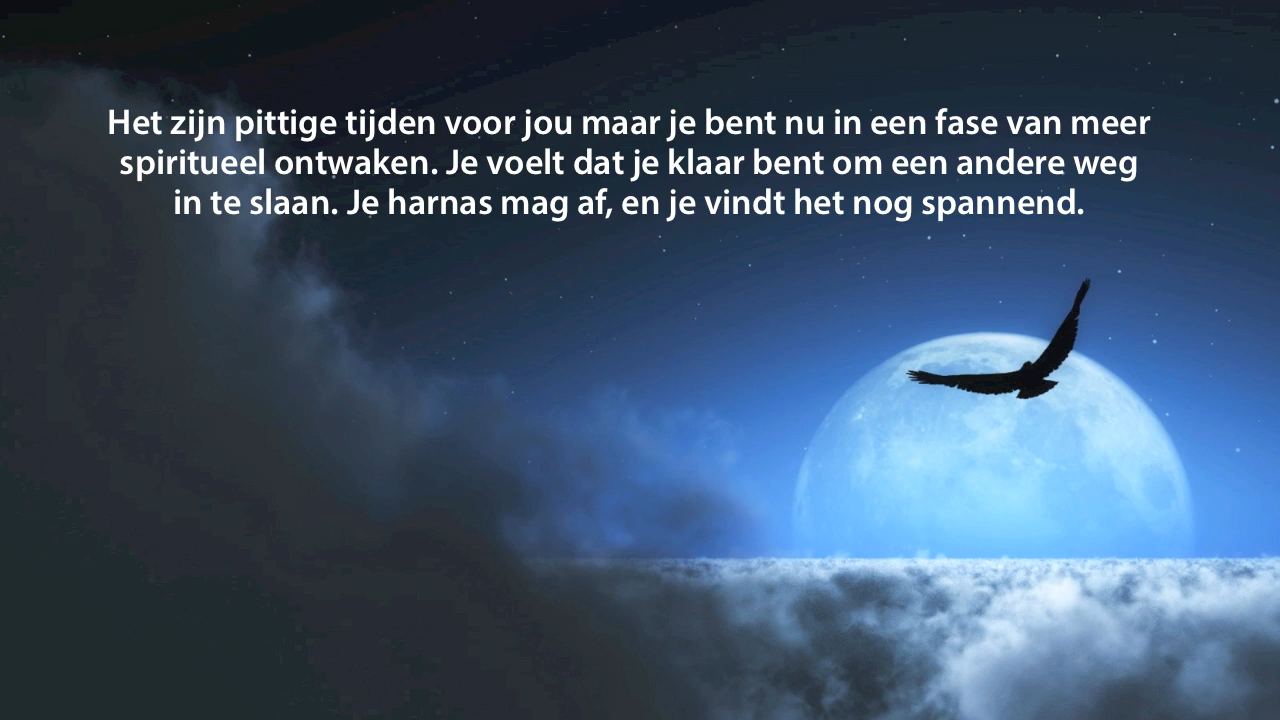 Het zijn pittige tijden voor jou maar je bent nu in een fase van meer
spiritueel ontwaken. Je voelt dat je klaar bent om een andere weg
in te slaan. Je harnas mag af, en je vindt het nog spannend.